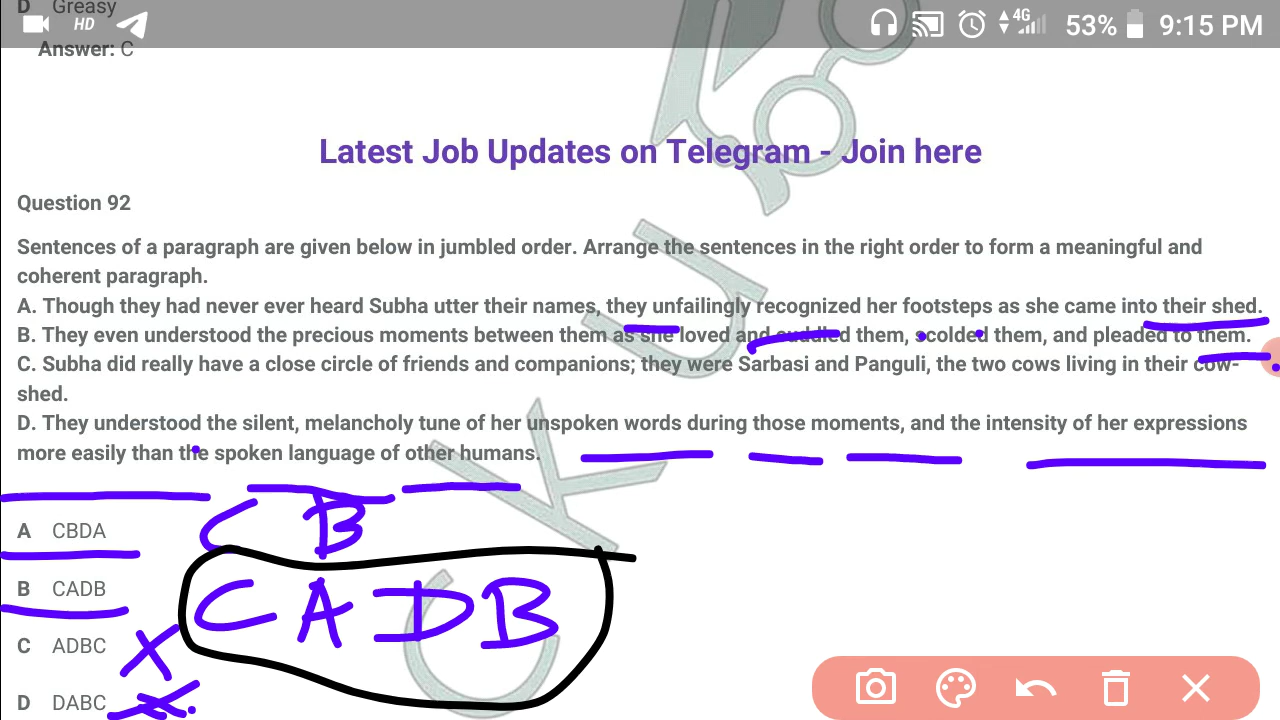 D Greasy
HD 4G 53% 9:15 PM
Answer: C
Latest Job Updates on Telegram - Join here
Question 92
Sentences of a paragraph are given below in jumbled order. Arrange the sentences in the right order to form a meaningful and
coherent paragraph.
A. Though they had never ever heard Subha utter their names, they unfailingly recognized her footsteps as she came into their shed.
B. They even understood the precious moments between them as she loved and cuddled them, scolded them, and pleaded to them.
C. Subha did really have a close circle of friends and companions; they were Sarbasi and Panguli, the two cows living in their cow-
shed.
D. They understood the silent, melancholy tune of her unspoken words during those moments, and the intensity of her expressions
more easily than the spoken language of other humans.
A CBDA
C B
B CADB
CADB
C ADBC
D DABC
CKUG